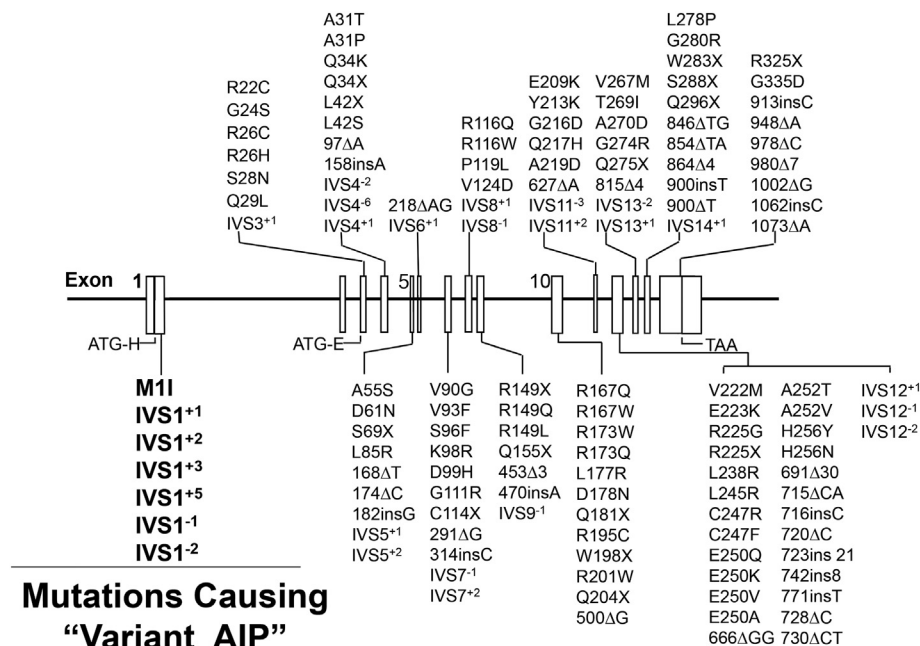 A31T
A31P
Q34K
Q34X
L42X
L42S
97ΔA
158insA
IVS4⁻²
IVS4⁻⁶
IVS4⁺¹
R22C
G24S
R26C
R26H
S28N
Q29L
IVS3⁺¹
218ΔAG
IVS6⁺¹
R116Q
R116W
P119L
V124D
IVS8⁺¹
IVS8⁻¹
E209K
Y213K
G216D
Q217H
A219D
627ΔA
IVS11⁻³
IVS11⁺²
V267M
T269I
A270D
G274R
Q275X
815Δ4
IVS13⁻²
IVS13⁺¹
L278P
G280R
W283X
S288X
Q296X
846ΔTG
854ΔTA
864Δ4
900insT
900ΔT
IVS14⁺¹
R325X
G335D
913insC
948ΔA
978ΔC
980Δ7
1002ΔG
1062insC
1073ΔA
Exon 1 5 10
ATG-H ATG-E TAA
M1I
IVS1⁺¹
IVS1⁺²
IVS1⁺³
IVS1⁺⁵
IVS1⁻¹
IVS1⁻²
A55S
D61N
S69X
L85R
168ΔT
174ΔC
182insG
IVS5⁺¹
IVS5⁺²
V90G
V93F
S96F
K98R
D99H
G111R
C114X
291ΔG
314insC
IVS7⁻¹
IVS7⁺²
R149X
R149Q
R149L
Q155X
453Δ3
470insA
IVS9⁻¹
R167Q
R167W
R173W
R173Q
L177R
D178N
Q181X
R195C
W198X
R201W
Q204X
500ΔG
V222M
E223K
R225G
R225X
L238R
L245R
C247R
C247F
E250Q
E250K
E250V
E250A
666ΔGG
A252T
A252V
H256Y
H256N
691Δ30
715ΔCA
716insC
720ΔC
723ins 21
742ins8
771insT
728ΔC
730ΔCT
IVS12⁺¹
IVS12⁻¹
IVS12⁻²
Mutations Causing
“Variant AIP”